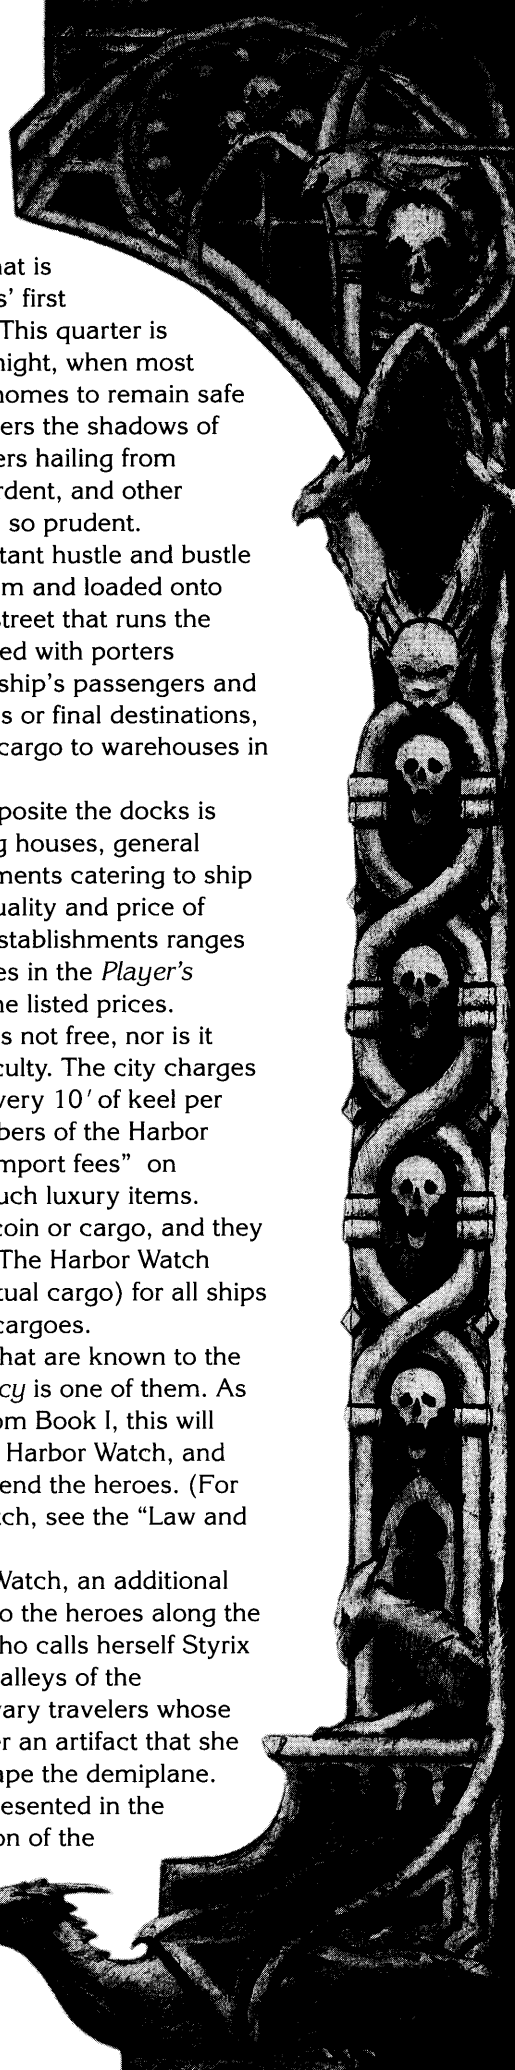 at is
s' first
This quarter is
night, when most
homes to remain safe
ers the shadows of
ers hailing from
rdent, and other
so prudent.
tant hustle and bustle
m and loaded onto
street that runs the
ed with porters
ship's passengers and
s or final destinations,
cargo to warehouses in
posite the docks is
g houses, general
ments catering to ship
uality and price of
stablishments ranges
es in the Player's
ne listed prices.
s not free, nor is it
culty. The city charges
very 10' of keel per
bers of the Harbor
mport fees" on
uch luxury items.
coin or cargo, and they
The Harbor Watch
tual cargo) for all ships
cargoes.
hat are known to the
cy is one of them. As
om Book I, this will
Harbor Watch, and
end the heroes. (For
tch, see the "Law and
Watch, an additional
o the heroes along the
ho calls herself Styrix
alleys of the
vary travelers whose
er an artifact that she
ape the demiplane.
esented in the
on of the